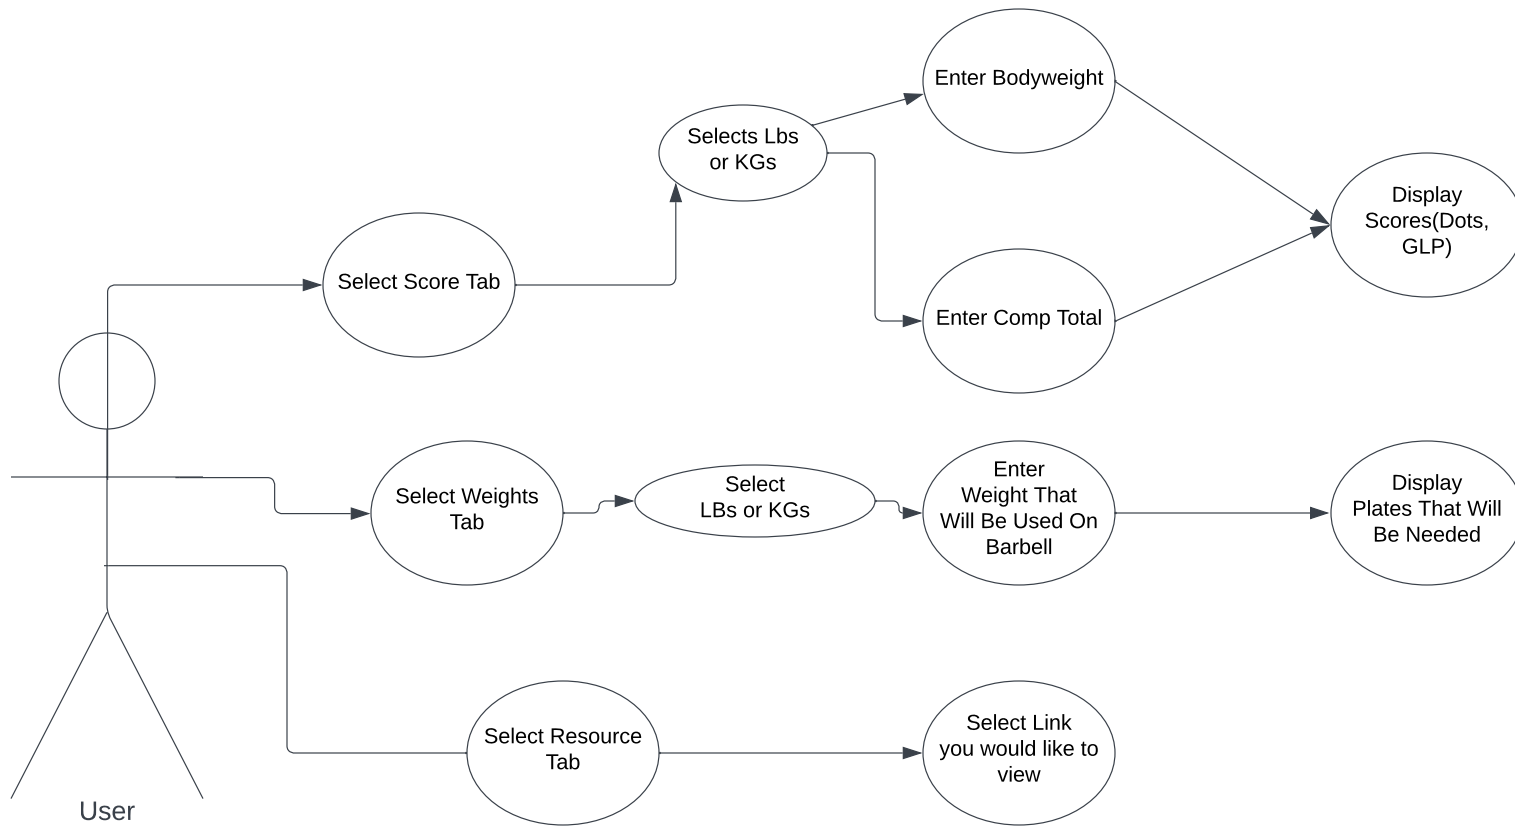 Enter Bodyweight
Selects Lbs
or KGs
Display
Scores(Dots,
GLP)
Select Score Tab
Enter Comp Total
Select Weights
Tab
Select
LBs or KGs
Enter
Weight That
Will Be Used On
Barbell
Display
Plates That Will
Be Needed
Select Resource
Tab
Select Link
you would like to
view
User